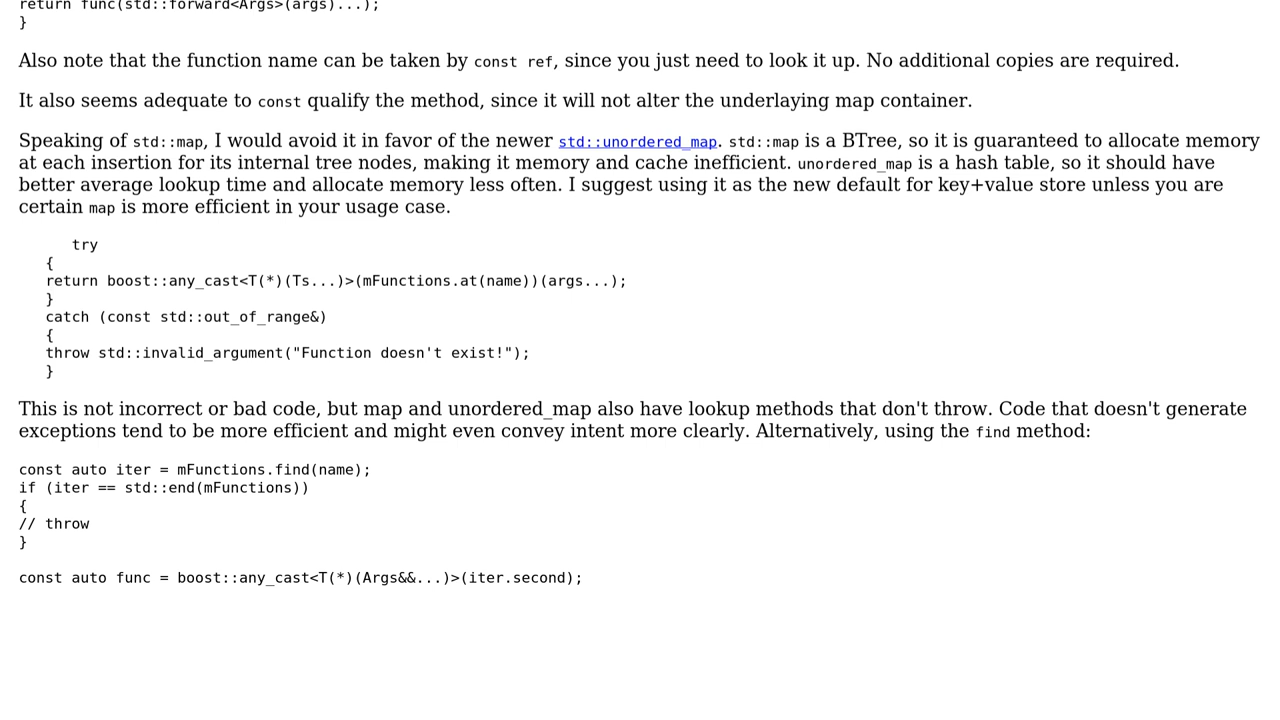 return func(std::forward<Args>(args)...);
}
Also note that the function name can be taken by const ref, since you just need to look it up. No additional copies are required.
It also seems adequate to const qualify the method, since it will not alter the underlaying map container.
Speaking of std::map, I would avoid it in favor of the newer std::unordered_map. std::map is a BTree, so it is guaranteed to allocate memory
at each insertion for its internal tree nodes, making it memory and cache inefficient. unordered_map is a hash table, so it should have
better average lookup time and allocate memory less often. I suggest using it as the new default for key+value store unless you are
certain map is more efficient in your usage case.
try
{
return boost::any_cast<T(*)(Ts...)>(mFunctions.at(name))(args...);
}
catch (const std::out_of_range&)
{
throw std::invalid_argument("Function doesn't exist!");
}
This is not incorrect or bad code, but map and unordered_map also have lookup methods that don't throw. Code that doesn't generate
exceptions tend to be more efficient and might even convey intent more clearly. Alternatively, using the find method:
const auto iter = mFunctions.find(name);
if (iter == std::end(mFunctions))
{
// throw
}
const auto func = boost::any_cast<T(*)(Args&&...)>(iter.second);